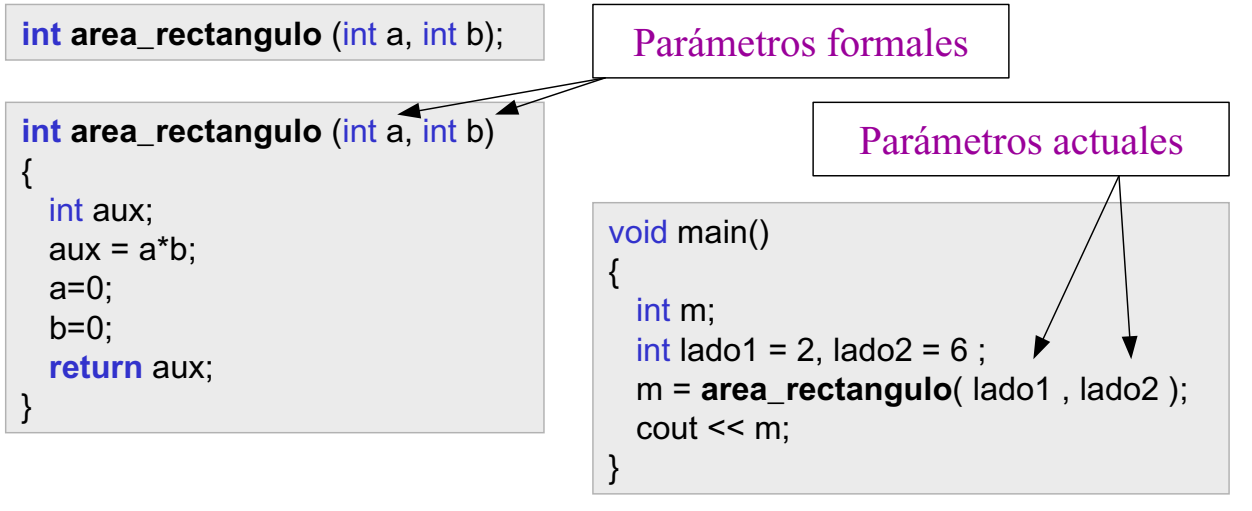 int area_rectangulo (int a, int b);
Parámetros formales
int area_rectangulo (int a, int b)
{
int aux;
aux = a*b;
a=0;
b=0;
return aux;
}
Parámetros actuales
void main()
{
int m;
int lado1 = 2, lado2 = 6 ;
m = area_rectangulo( lado1 , lado2 );
cout << m;
}